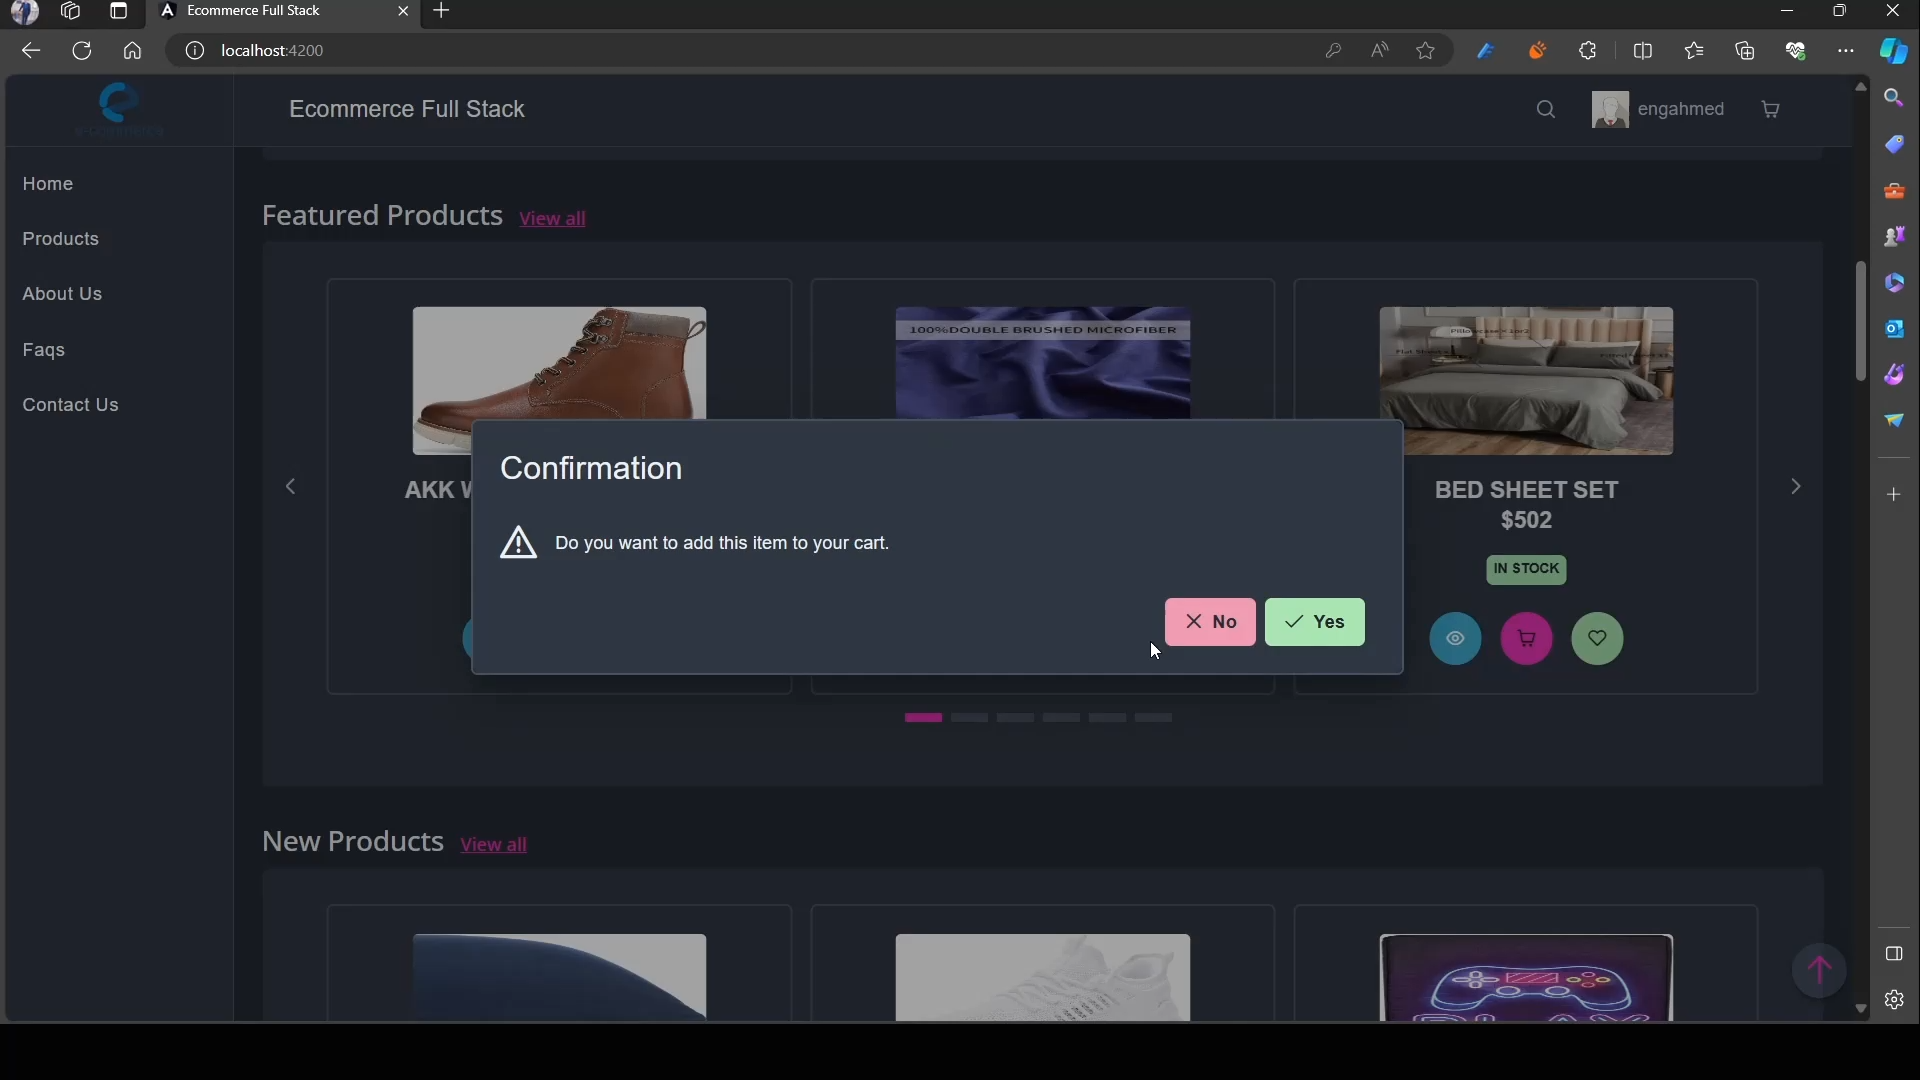 Ecommerce Full Stack
localhost:4200
e-commerce
Ecommerce Full Stack
engahmed
Home
Products
About Us
Faqs
Contact Us
Featured Products View all
100%DOUBLE BRUSHED MICROFIBER
AKK
BED SHEET SET
$502
IN STOCK
Confirmation
Do you want to add this item to your cart.
No
Yes
New Products View all